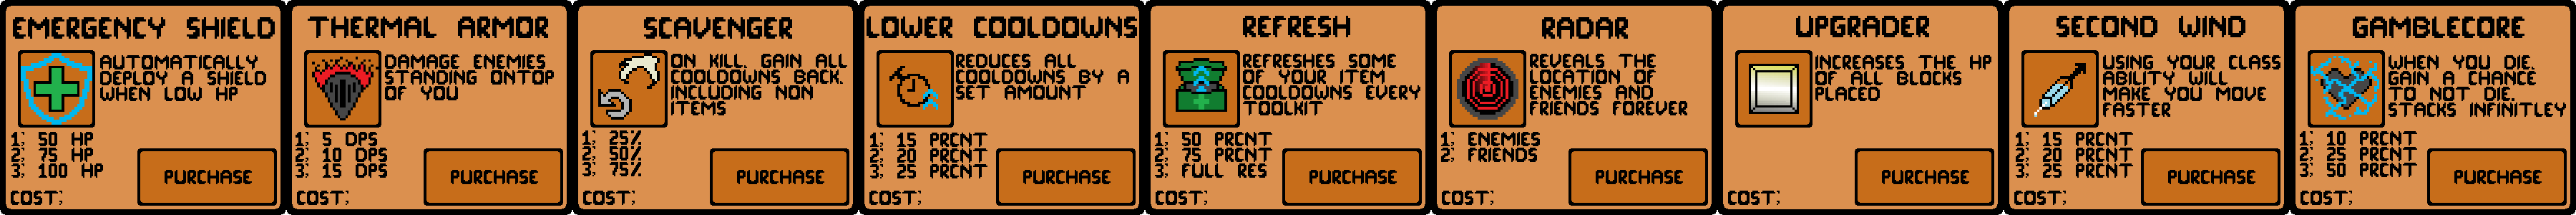 EMERGENCY SHIELD
AUTOMATICALLY
DEPLOY A SHIELD
WHEN LOW HP
1; 50 HP
2; 75 HP
3; 100 HP
COST;
PURCHASE
THERMAL ARMOR
DAMAGE ENEMIES
STANDING ONTOP
OF YOU
1; 5 DPS
2; 10 DPS
3; 15 DPS
COST;
PURCHASE
SCAVENGER
ON KILL, GAIN ALL
COOLDOWNS BACK,
INCLUDING NON
ITEMS
1; 25%
2; 50%
3; 75%
COST;
PURCHASE
LOWER COOLDOWNS
REDUCES ALL
COOLDOWNS BY A
SET AMOUNT
1; 15 PRCNT
2; 20 PRCNT
3; 25 PRCNT
COST;
PURCHASE
REFRESH
REFRESHES SOME
OF YOUR ITEM
COOLDOWNS EVERY
TOOLKIT
1; 50 PRCNT
2; 75 PRCNT
3; FULL RES
COST;
PURCHASE
RADAR
REVEALS THE
LOCATION OF
ENEMIES AND
FRIENDS FOREVER
1; ENEMIES
2; FRIENDS
COST;
PURCHASE
UPGRADER
INCREASES THE HP
OF ALL BLOCKS
PLACED
COST;
PURCHASE
SECOND WIND
USING YOUR CLASS
ABILITY WILL
MAKE YOU MOVE
FASTER
1; 15 PRCNT
2; 20 PRCNT
3; 25 PRCNT
COST;
PURCHASE
GAMBLECORE
WHEN YOU DIE,
GAIN A CHANCE
TO NOT DIE,
STACKS INFINITLEY
1; 10 PRCNT
2; 25 PRCNT
3; 50 PRCNT
COST;
PURCHASE